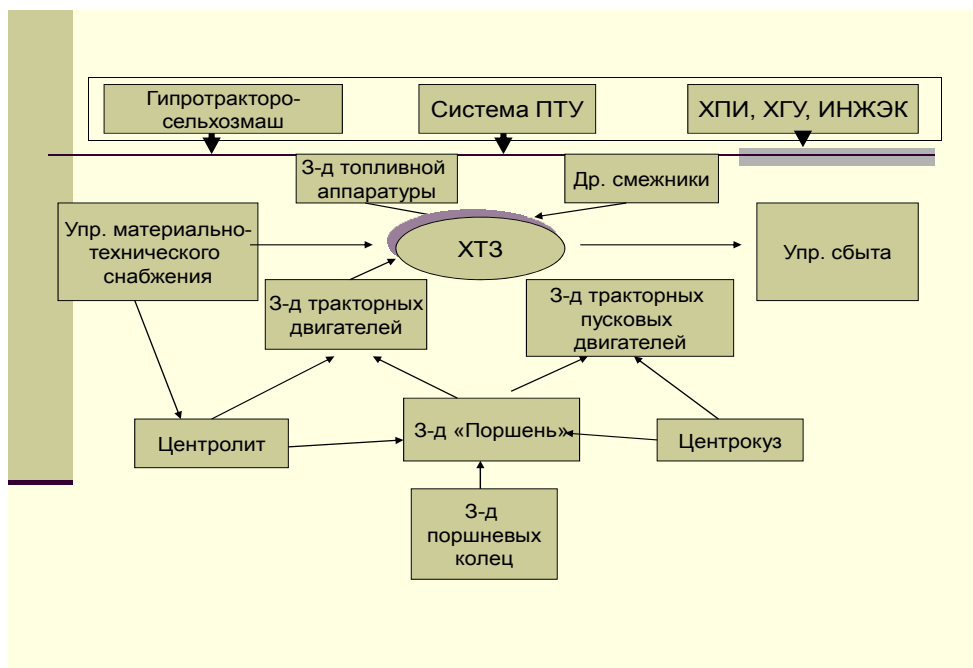 Гипротракторо-
сельхозмаш
Система ПТУ
ХПИ, ХГУ, ИНЖЭК
З-д топливной
аппаратуры
Др. смежники
Упр. материально-
технического
снабжения
ХТЗ
Упр. сбыта
З-д тракторных
двигателей
З-д тракторных
пусковых
двигателей
Центролит
З-д «Поршень»
Центрокуз
З-д
поршневых
колец